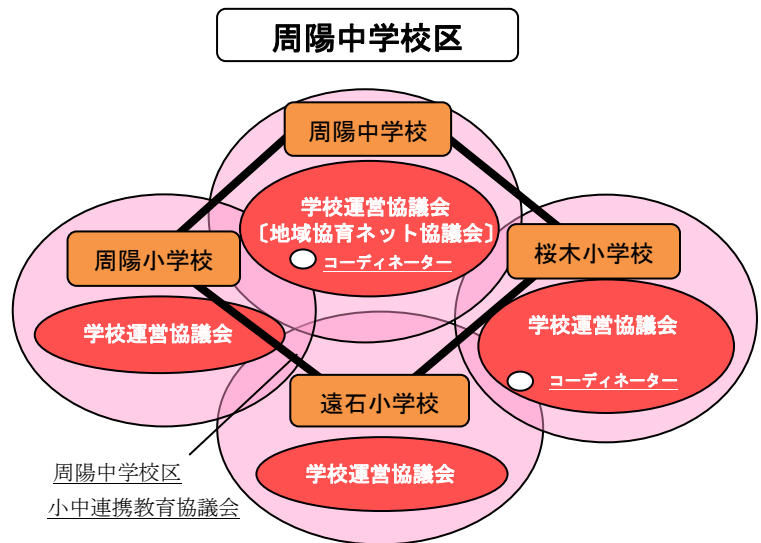 周陽中学校区
周陽中学校
学校運営協議会
〔地域協育ネット協議会〕
コーディネーター
周陽小学校
学校運営協議会
桜木小学校
学校運営協議会
コーディネーター
遠石小学校
学校運営協議会
周陽中学校区
小中連携教育協議会